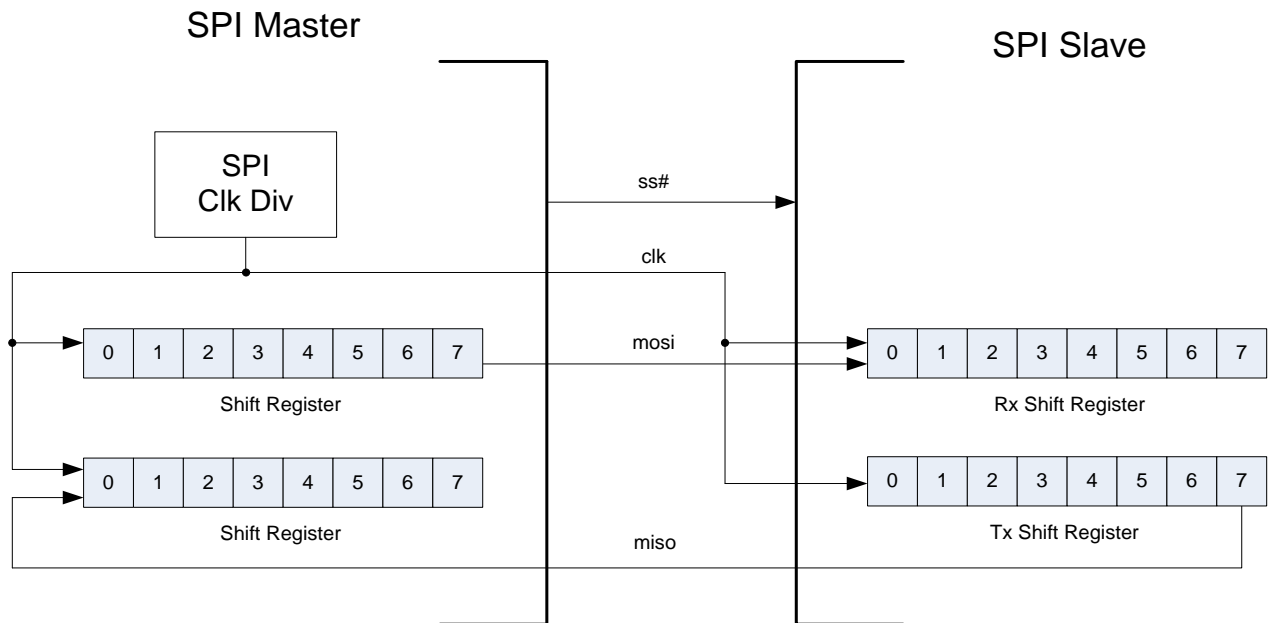 SPI Master
SPI Slave
SPI
Clk Div
ss#
clk
mosi
0 1 2 3 4 5 6 7
0 1 2 3 4 5 6 7
Shift Register
Rx Shift Register
0 1 2 3 4 5 6 7
0 1 2 3 4 5 6 7
Shift Register
Tx Shift Register
miso